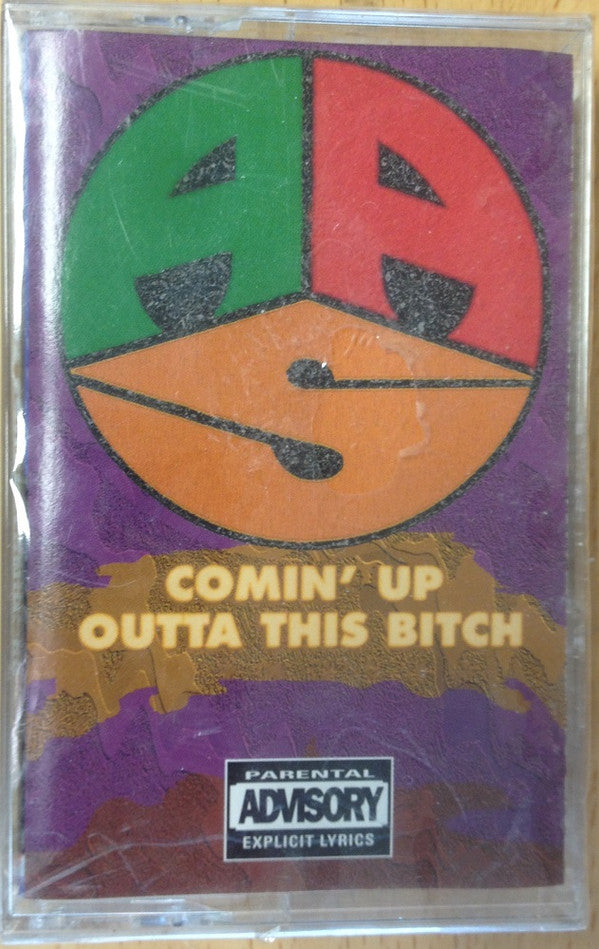 A A
S
COMIN' UP
OUTTA THIS BITCH
PARENTAL
ADVISORY
EXPLICIT LYRICS